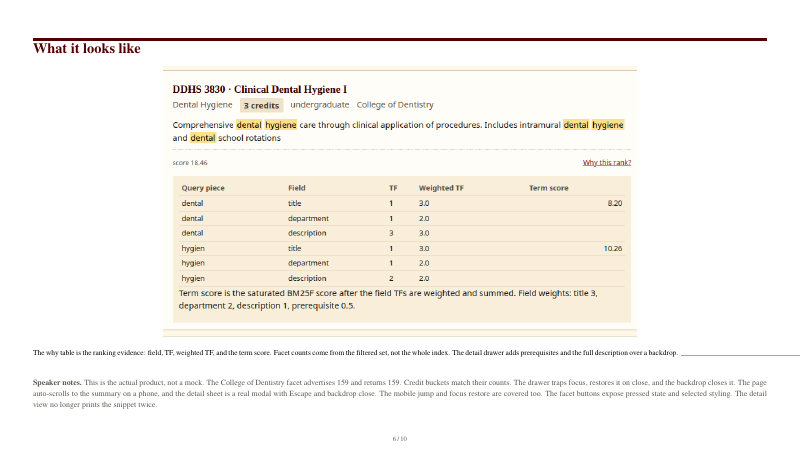 What it looks like
DDHS 3830 · Clinical Dental Hygiene I
Dental Hygiene 3 credits undergraduate College of Dentistry
Comprehensive dental hygiene care through clinical application of procedures. Includes intramural dental hygiene
and dental school rotations
score 18.46 Why this rank?
Query piece Field TF Weighted TF Term score
dental title 1 3.0 8.20
dental department 1 2.0
dental description 3 3.0
hygien title 1 3.0 10.26
hygien department 1 2.0
hygien description 2 2.0
Term score is the saturated BM25F score after the field TFs are weighted and summed. Field weights: title 3,
department 2, description 1, prerequisite 0.5.
The why table is the ranking evidence: field, TF, weighted TF, and the term score. Facet counts come from the filtered set, not the whole index. The detail drawer adds prerequisites and the full description over a backdrop.
Speaker notes. This is the actual product, not a mock. The College of Dentistry facet advertises 159 and returns 159. Credit buckets match their counts. The drawer traps focus, restores it on close, and the backdrop closes it. The page
auto-scrolls to the summary on a phone, and the detail sheet is a real modal with Escape and backdrop close. The mobile jump and focus restore are covered too. The facet buttons expose pressed state and selected styling. The detail
view no longer prints the snippet twice.
6 / 10